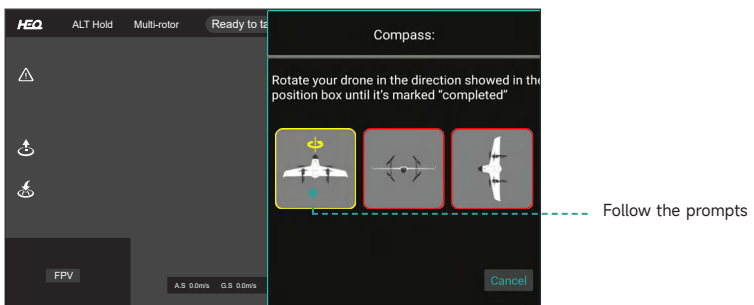 HEQ ALT Hold Multi-rotor Ready to ta
Compass:
Rotate your drone in the direction showed in the
position box until it's marked "completed"
Follow the prompts
Cancel
FPV
A.S 0.0m/s G.S 0.0m/s